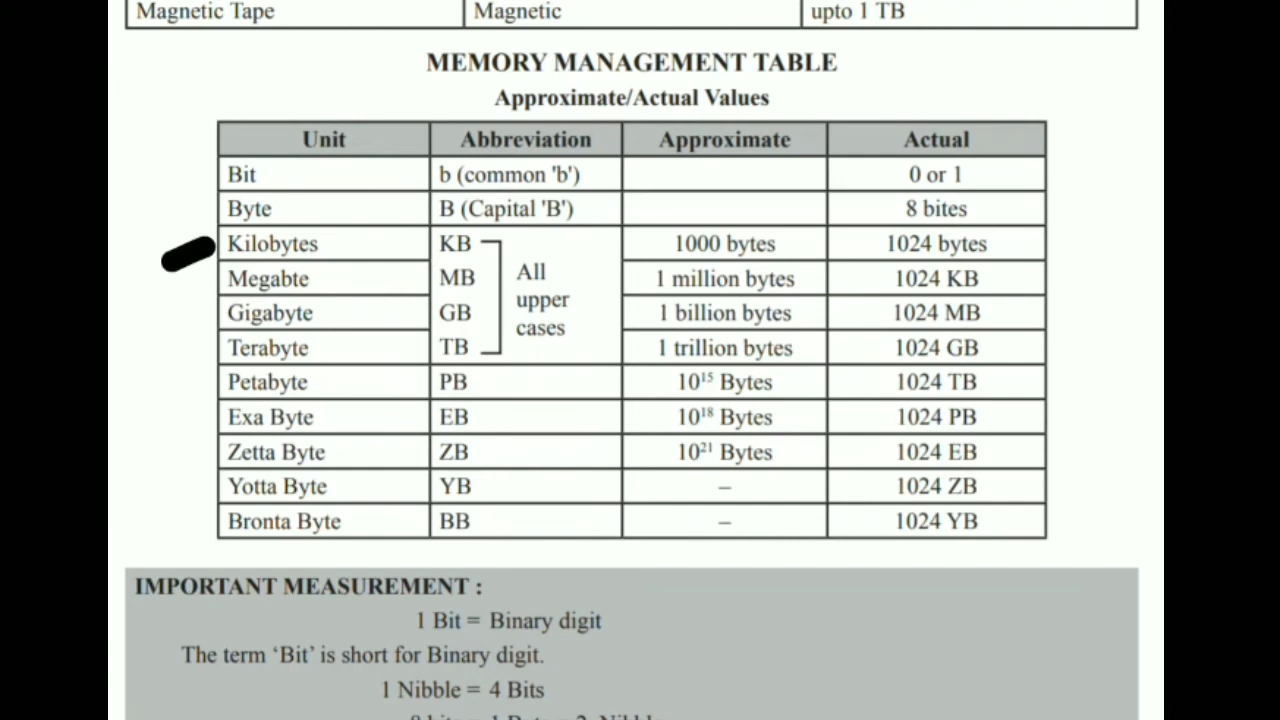 Magnetic Tape Magnetic upto 1 TB
MEMORY MANAGEMENT TABLE
Approximate/Actual Values
Unit Abbreviation Approximate Actual
Bit b (common 'b') 0 or 1
Byte B (Capital 'B') 8 bites
Kilobytes KB 1000 bytes 1024 bytes
Megabte MB 1 million bytes 1024 KB
Gigabyte GB 1 billion bytes 1024 MB
Terabyte TB 1 trillion bytes 1024 GB
All
upper
cases
Petabyte PB 10¹⁵ Bytes 1024 TB
Exa Byte EB 10¹⁸ Bytes 1024 PB
Zetta Byte ZB 10²¹ Bytes 1024 EB
Yotta Byte YB – 1024 ZB
Bronta Byte BB – 1024 YB
IMPORTANT MEASUREMENT :
1 Bit = Binary digit
The term ‘Bit’ is short for Binary digit.
1 Nibble = 4 Bits